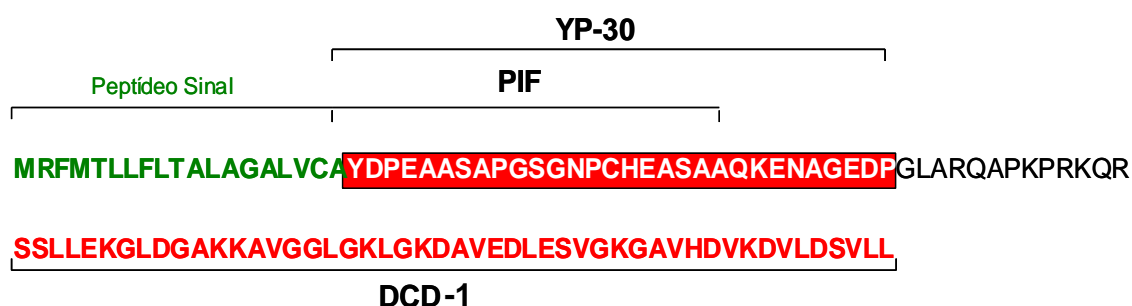 YP-30
Peptídeo Sinal
PIF
MRFMTLLFLTALAGALVCAYDPEAASAPGSGNPCHEASAAQKENAGEDPGLARQAPKPRKQR
SSLLEKGLDGAKKAVGGLGKLGKDAVEDLESVGKGAVHDVKDVLDSVLL
DCD-1